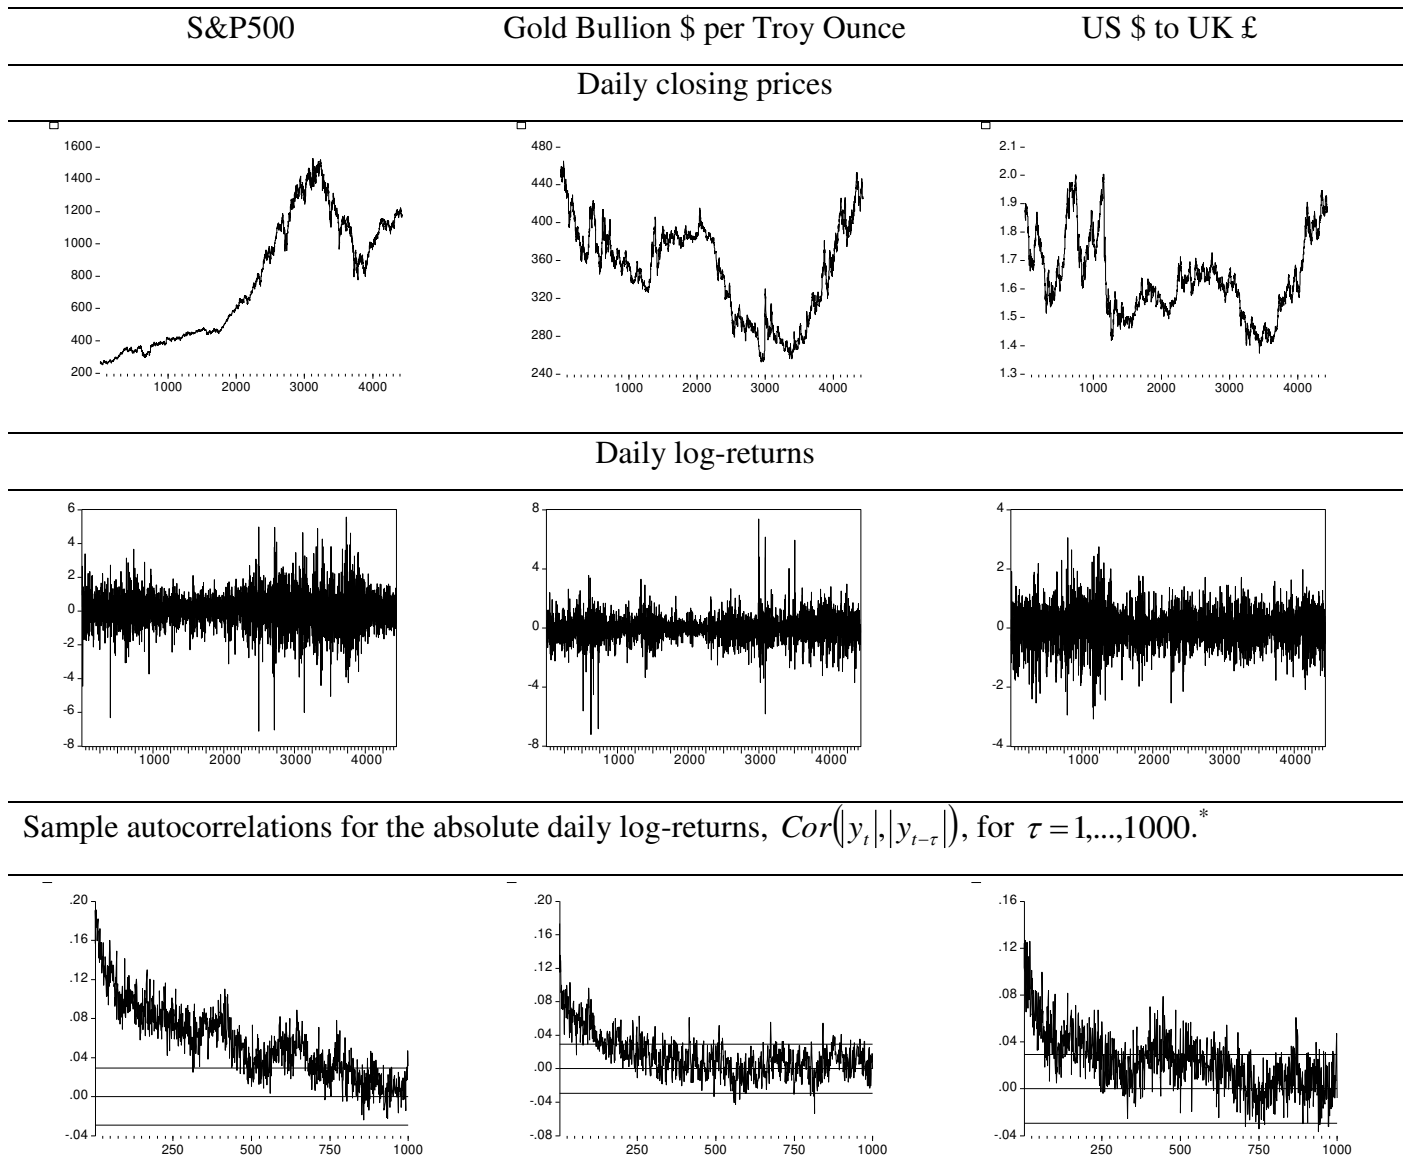 S&P500 Gold Bullion $ per Troy Ounce US $ to UK £
Daily closing prices
1600 1400 1200 1000 800 600 400 200
1000 2000 3000 4000
480 440 400 360 320 280 240
1000 2000 3000 4000
2.1 2.0 1.9 1.8 1.7 1.6 1.5 1.4 1.3
1000 2000 3000 4000
Daily log-returns
6 4 2 0 -2 -4 -6 -8
1000 2000 3000 4000
8 4 0 -4 -8
1000 2000 3000 4000
4 2 0 -2 -4
1000 2000 3000 4000
Sample autocorrelations for the absolute daily log-returns, Cor(|y_t|,|y_{t-τ}|), for τ = 1,...,1000.*
.20 .16 .12 .08 .04 .00 -.04
250 500 750 1000
.20 .16 .12 .08 .04 .00 -.04 -.08
250 500 750 1000
.16 .12 .08 .04 .00 -.04
250 500 750 1000